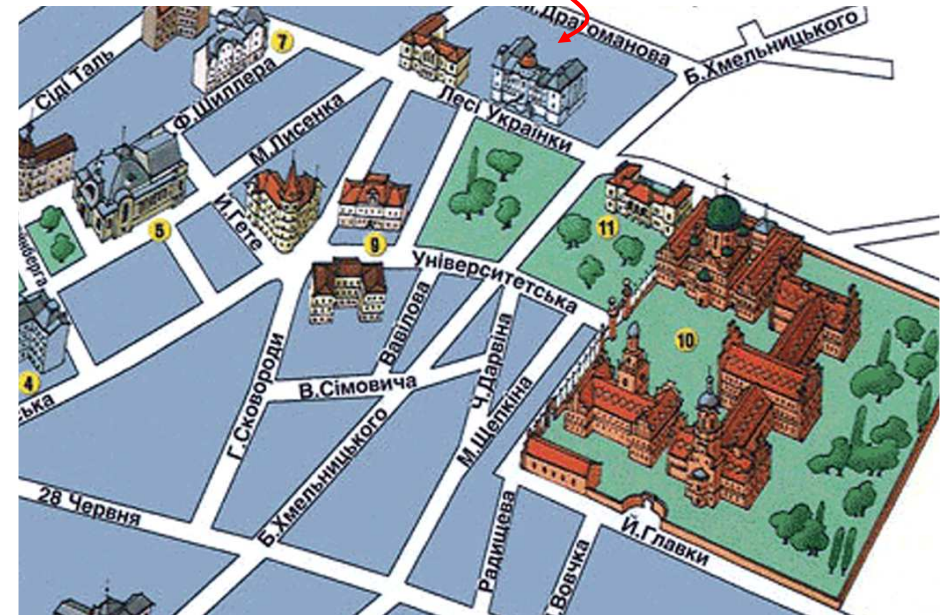 М. Драгоманова
Б.Хмельницького
7
Сіді Таль
Ф.Шиллера
Лесі Українки
М.Лисенка
Й.Гете
11
5
9
Університетська
Вавілова
10
Ч.Дарвіна
4
ська
В.Сімовича
Г.Сковороди
М.Щепкіна
Б.Хмельницького
28 Червня
Радищева
Й.Главки
Вовчка